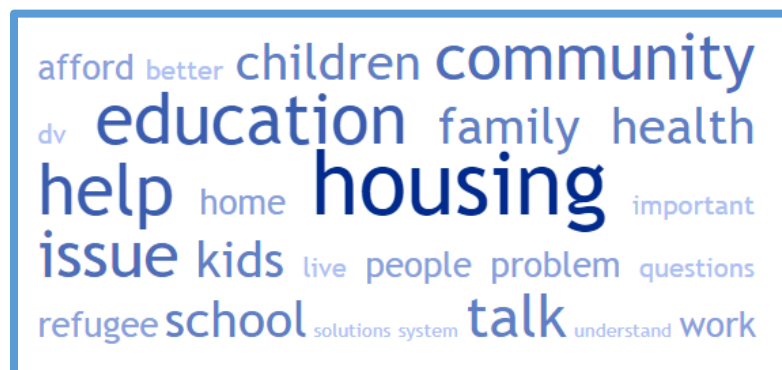 afford better children community
dv education family health
help home housing important
issue kids live people problem questions
refugee school solutions system talk understand work